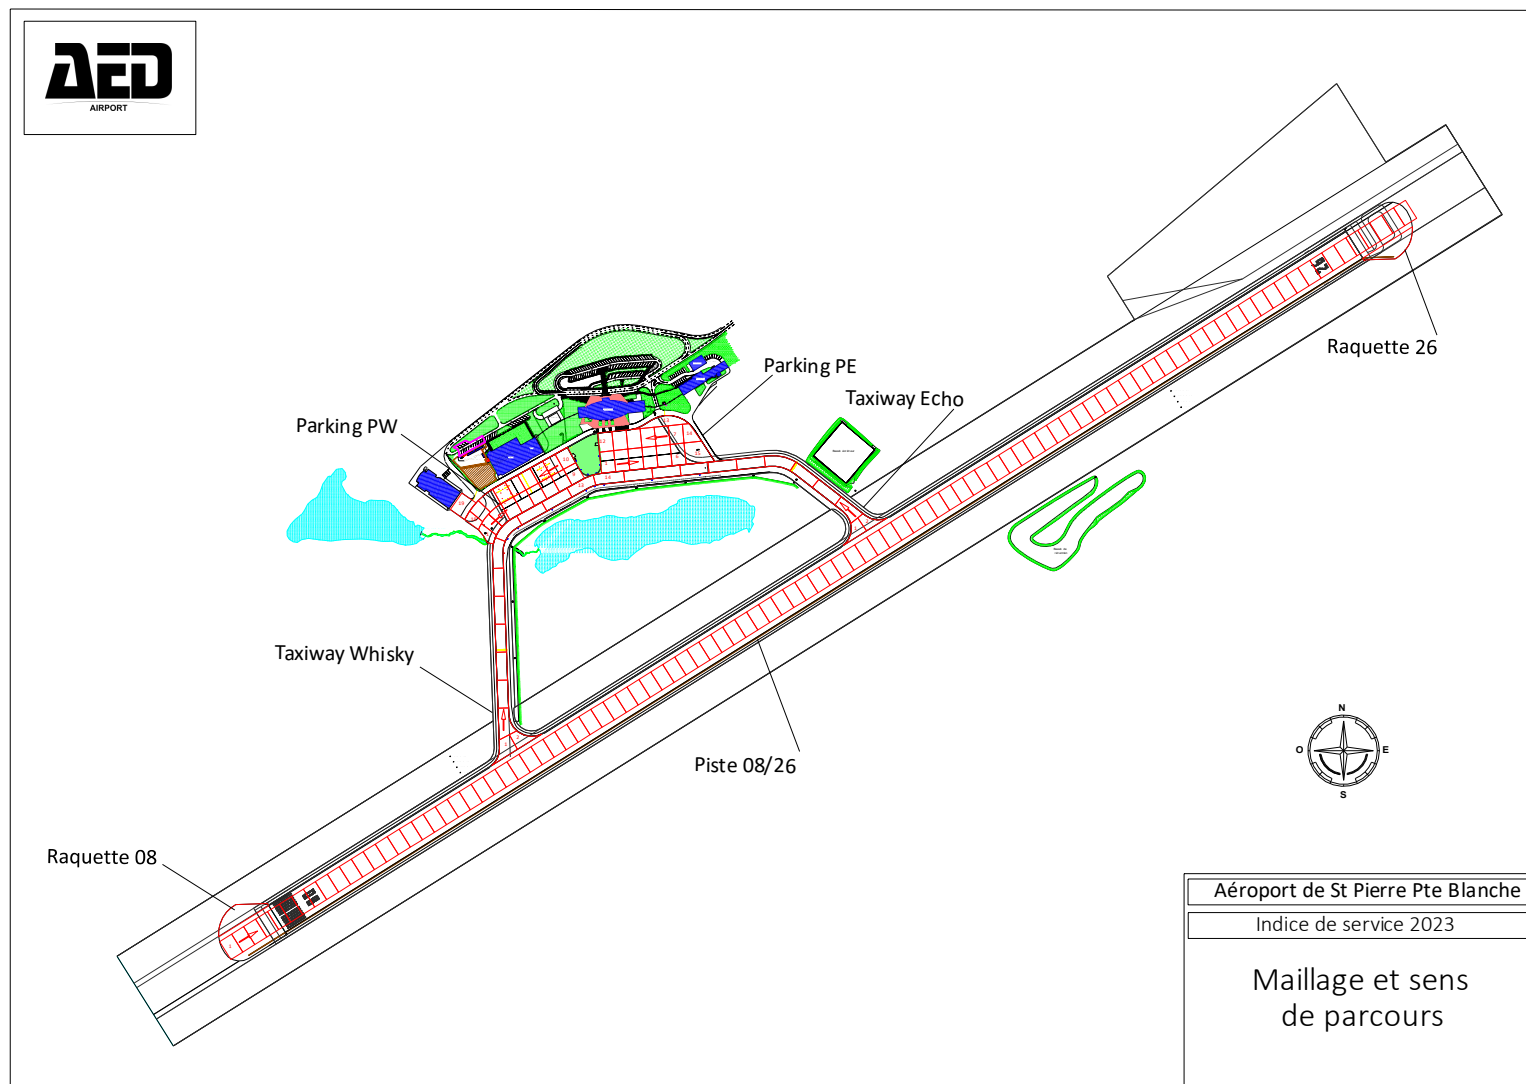 AED
AIRPORT
Raquette 26
Parking PE
Taxiway Echo
Parking PW
Taxiway Whisky
Piste 08/26
Raquette 08
N
O
E
S
Aéroport de St Pierre Pte Blanche
Indice de service 2023
Maillage et sens
de parcours